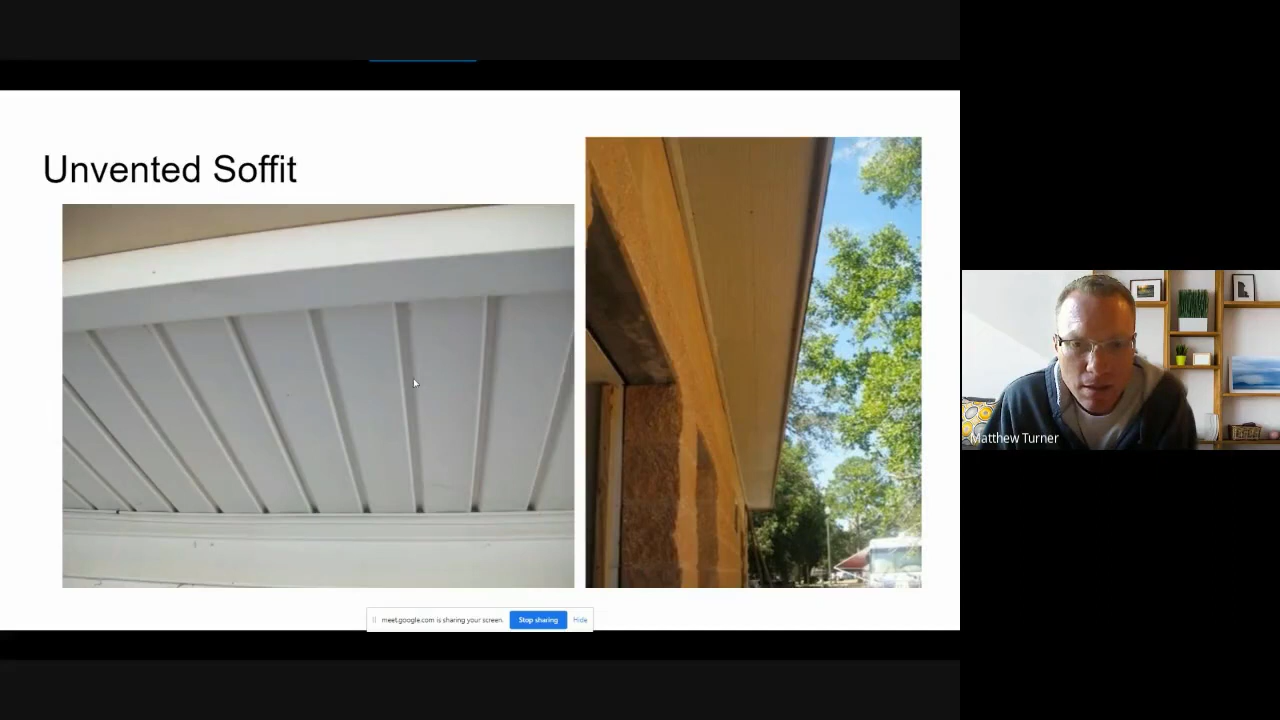 Unvented Soffit
meet.google.com is sharing your screen.
Stop sharing
Hide
Matthew Turner